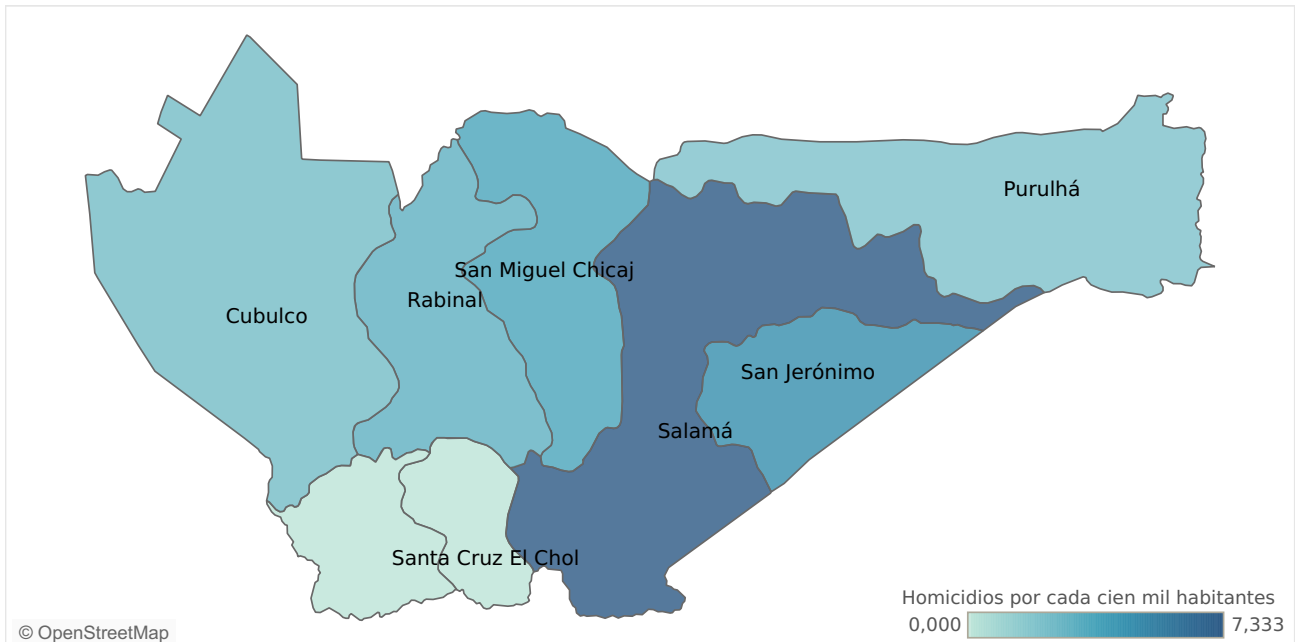 Purulhá
San Miguel Chicaj
Rabinal
Cubulco
San Jerónimo
Salamá
Santa Cruz El Chol
Homicidios por cada cien mil habitantes
0,000 7,333
© OpenStreetMap